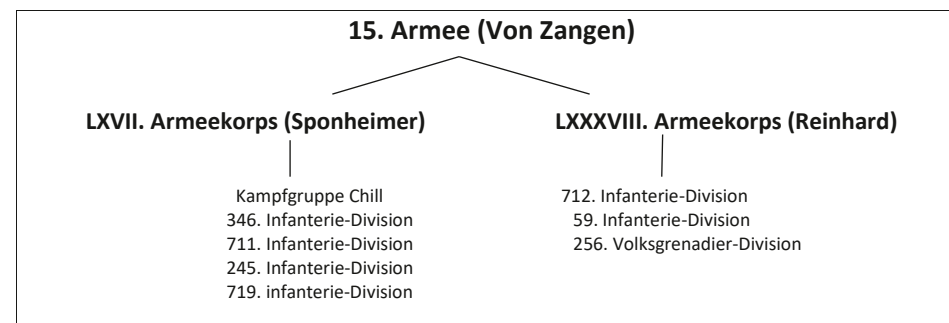 15. Armee (Von Zangen)
LXVII. Armeekorps (Sponheimer)
LXXXVIII. Armeekorps (Reinhard)
Kampfgruppe Chill
346. Infanterie-Division
711. Infanterie-Division
245. Infanterie-Division
719. infanterie-Division
712. Infanterie-Division
59. Infanterie-Division
256. Volksgrenadier-Division